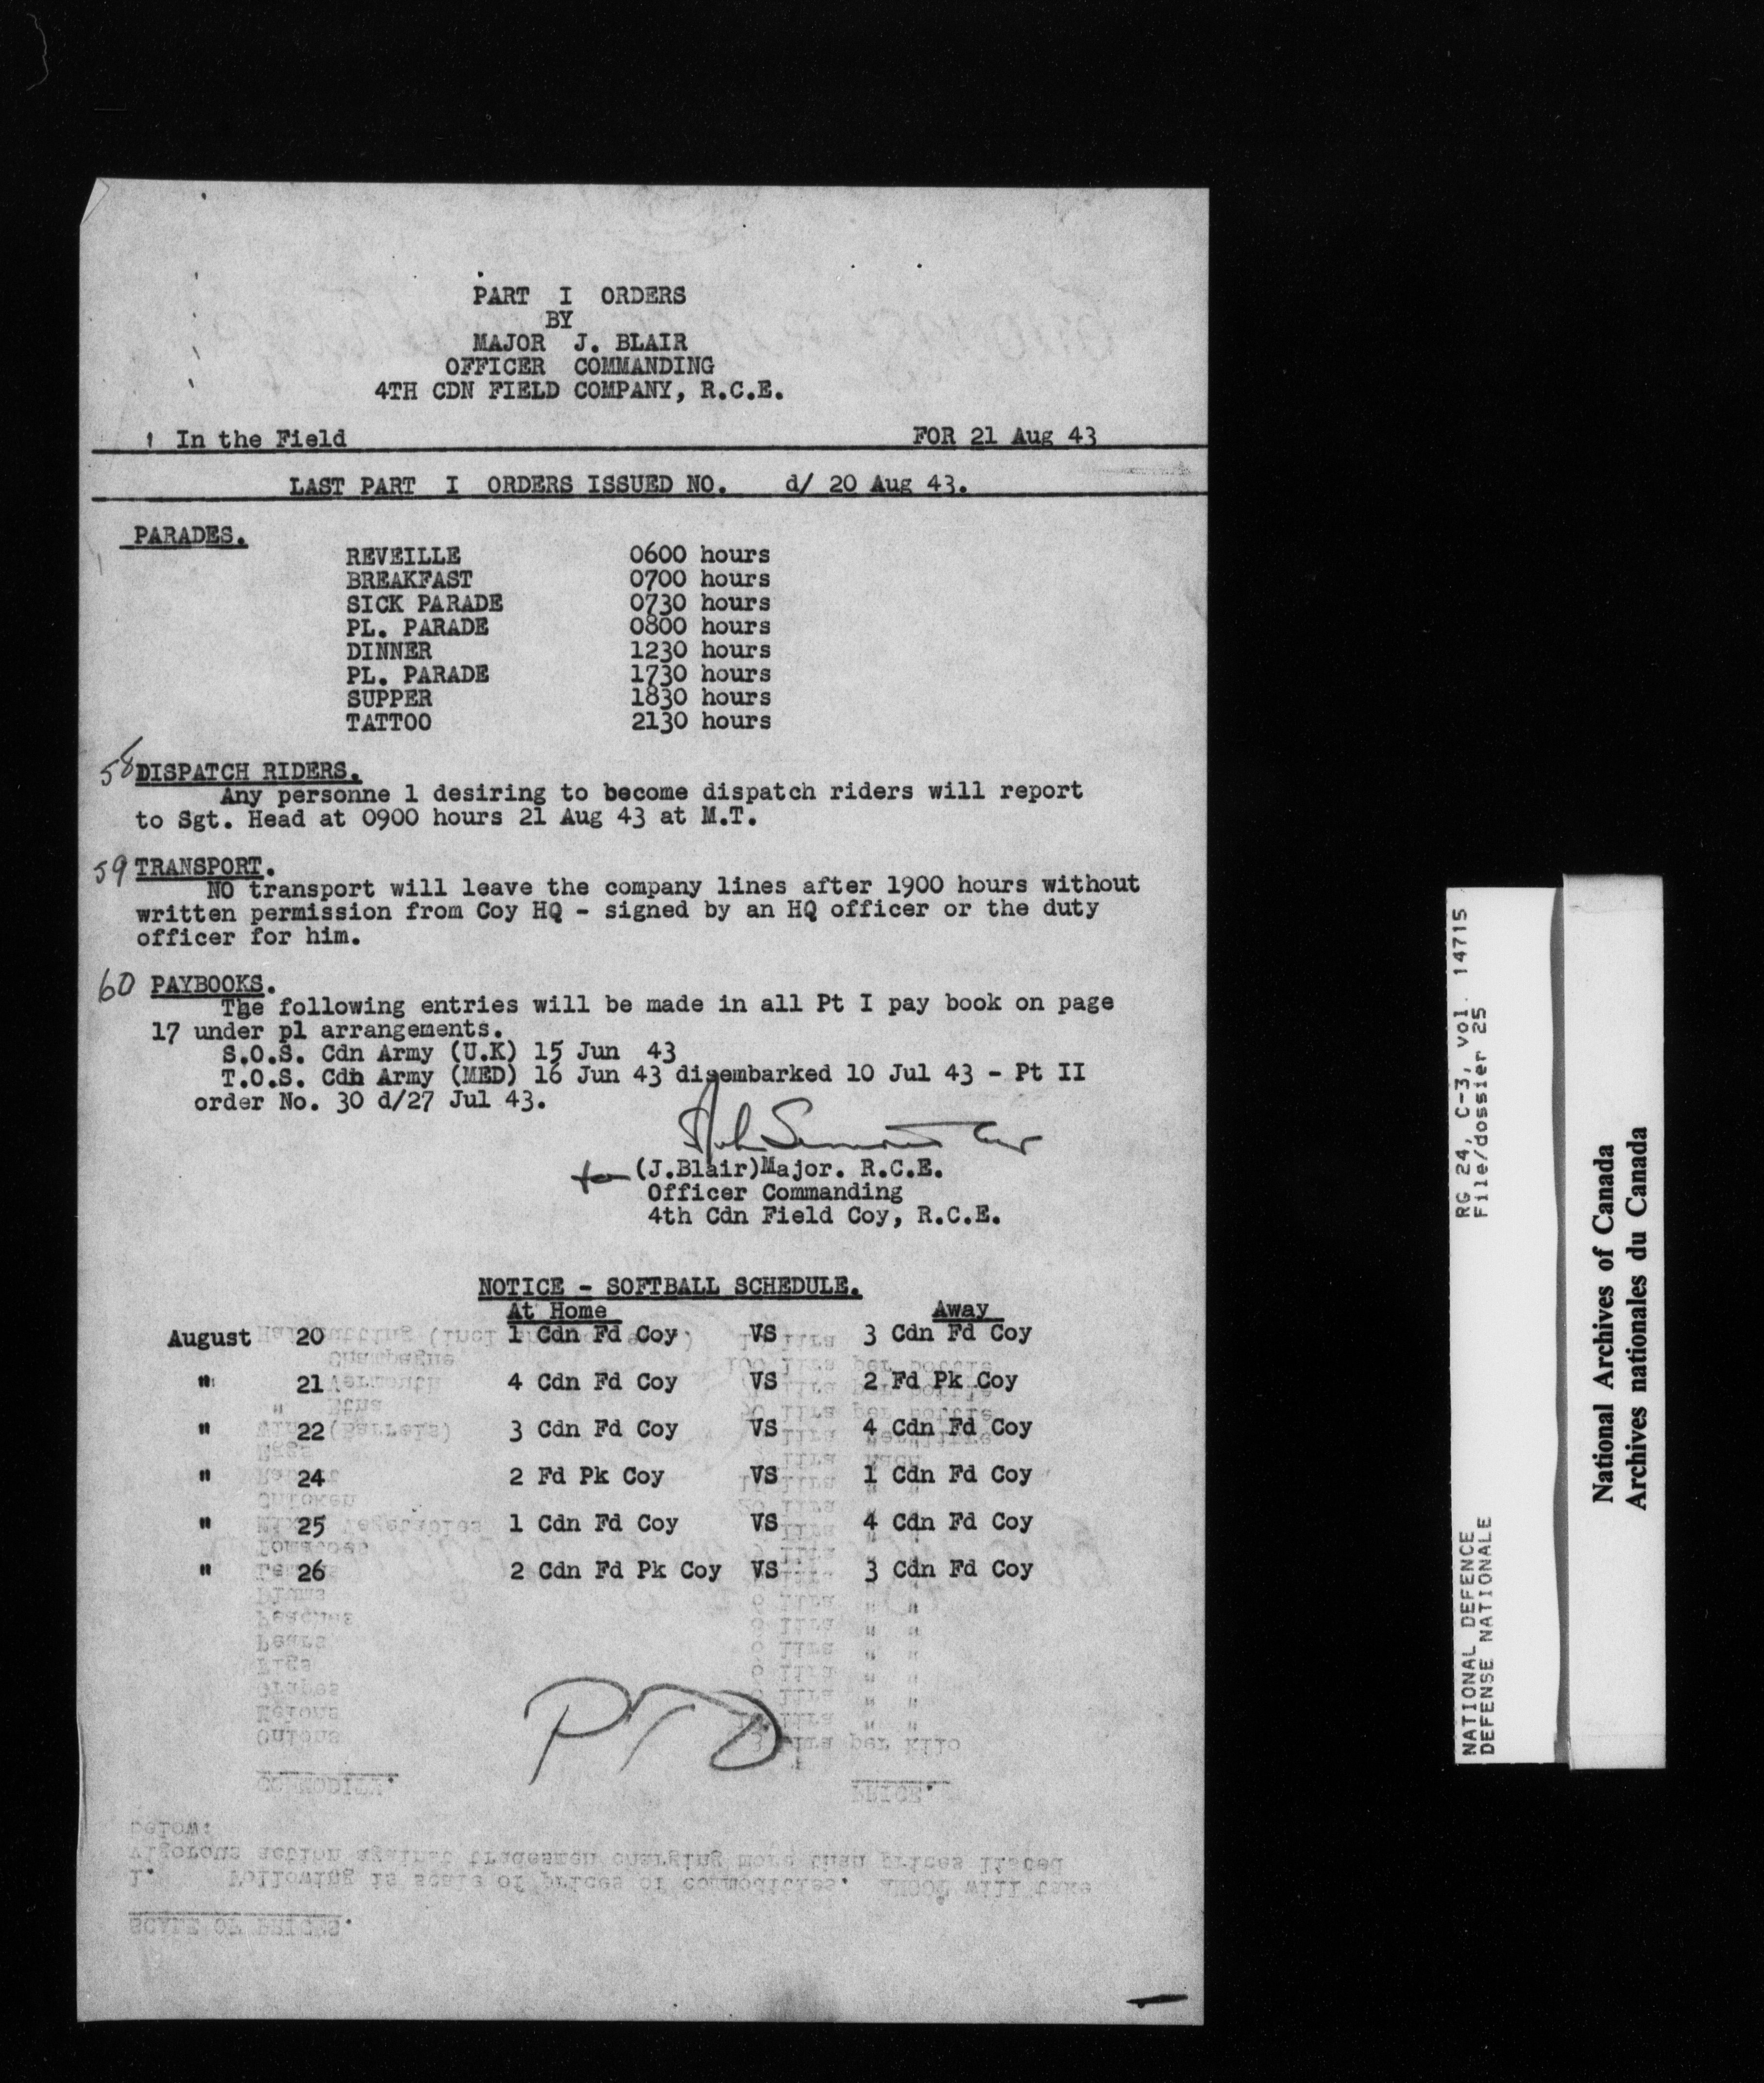 PART I ORDERS
BY
MAJOR J. BLAIR
OFFICER COMMANDING
4TH CDN FIELD COMPANY, R.C.E.
In the Field FOR 21 Aug 43
LAST PART I ORDERS ISSUED NO. d/ 20 Aug 43.
PARADES.
REVEILLE 0600 hours
BREAKFAST 0700 hours
SICK PARADE 0730 hours
PL. PARADE 0800 hours
DINNER 1230 hours
PL. PARADE 1730 hours
SUPPER 1830 hours
TATTOO 2130 hours
58 DISPATCH RIDERS.
Any personne l desiring to become dispatch riders will report
to Sgt. Head at 0900 hours 21 Aug 43 at M.T.
59 TRANSPORT.
NO transport will leave the company lines after 1900 hours without
written permission from Coy HQ - signed by an HQ officer or the duty
officer for him.
60 PAYBOOKS.
The following entries will be made in all Pt I pay book on page
17 under pl arrangements.
S.O.S. Cdn Army (U.K) 15 Jun 43
T.O.S. Cdn Army (MED) 16 Jun 43 disembarked 10 Jul 43 - Pt II
order No. 30 d/27 Jul 43.
for (J.Blair)Major. R.C.E.
Officer Commanding
4th Cdn Field Coy, R.C.E.
NOTICE - SOFTBALL SCHEDULE.
At Home Away
August 20 1 Cdn Fd Coy VS 3 Cdn Fd Coy
" 21 4 Cdn Fd Coy VS 2 Fd Pk Coy
" 22 3 Cdn Fd Coy VS 4 Cdn Fd Coy
" 24 2 Fd Pk Coy VS 1 Cdn Fd Coy
" 25 1 Cdn Fd Coy VS 4 Cdn Fd Coy
" 26 2 Cdn Fd Pk Coy VS 3 Cdn Fd Coy
PTO
NATIONAL DEFENCE RG 24, C-3, vol. 14715
DEFENSE NATIONALE File/dossier 25
National Archives of Canada
Archives nationales du Canada